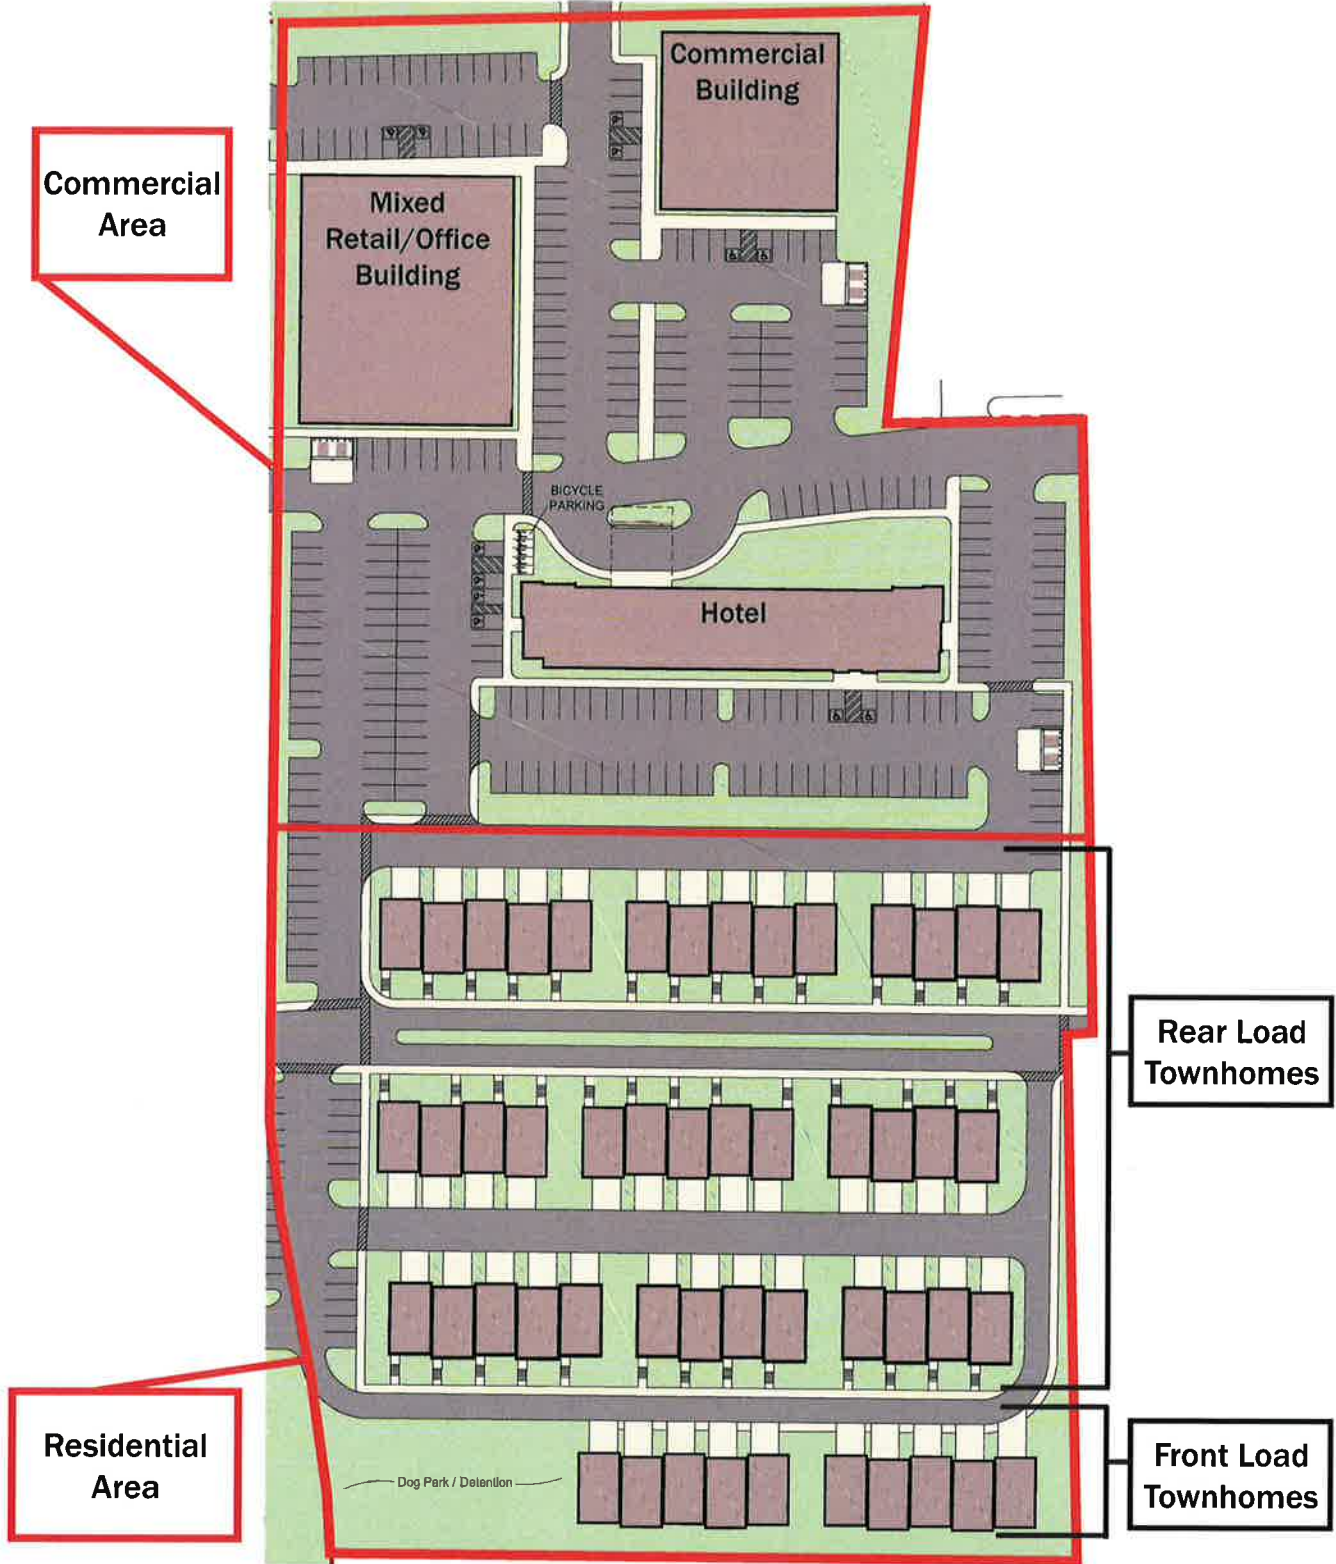 Commercial
Building
Commercial
Area
Mixed
Retail/Office
Building
BICYCLE
PARKING
Hotel
Rear Load
Townhomes
Residential
Area
Dog Park / Detention
Front Load
Townhomes